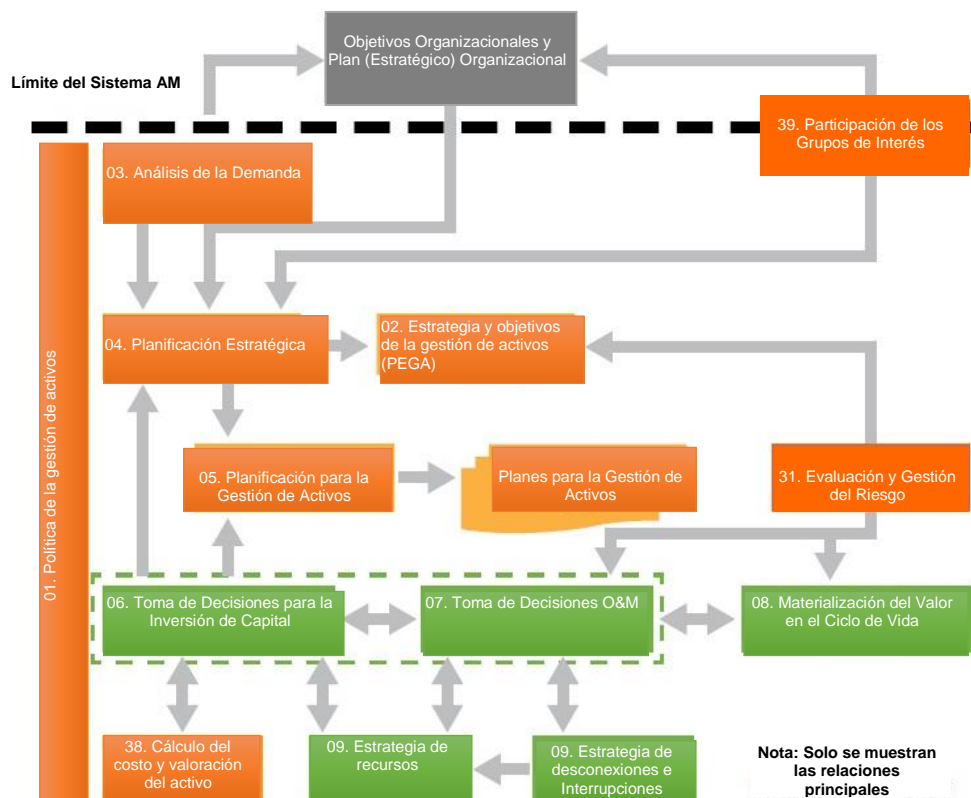 Objetivos Organizacionales y
Plan (Estratégico) Organizacional
Límite del Sistema AM
39. Participación de los
Grupos de Interés
03. Análisis de la Demanda
01. Política de la gestión de activos
04. Planificación Estratégica
02. Estrategia y objetivos
de la gestión de activos
(PEGA)
05. Planificación para la
Gestión de Activos
Planes para la Gestión de
Activos
31. Evaluación y Gestión
del Riesgo
06. Toma de Decisiones para la
Inversión de Capital
07. Toma de Decisiones O&M
08. Materialización del Valor
en el Ciclo de Vida
38. Cálculo del
costo y valoración
del activo
09. Estrategia de
recursos
09. Estrategia de
desconexiones e
Interrupciones
Nota: Solo se muestran
las relaciones
principales